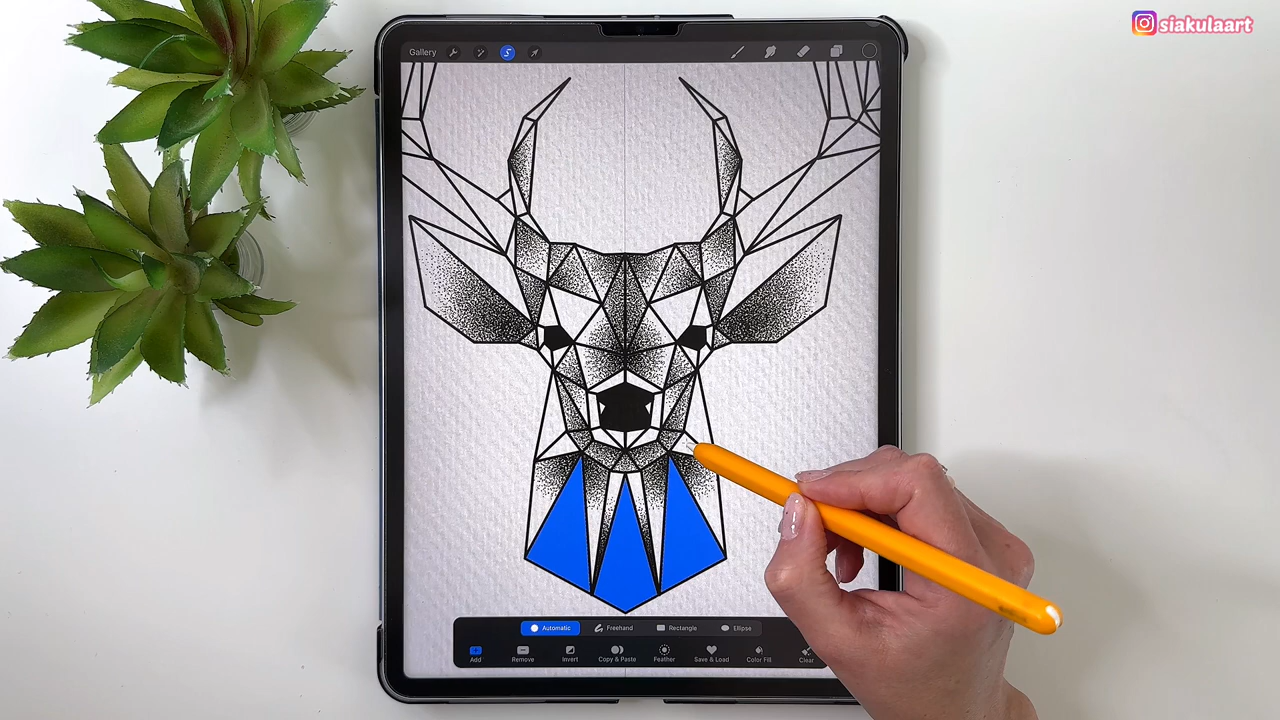 siakulaart
Gallery
Automatic Freehand Rectangle Ellipse
Add Remove Invert Copy & Paste Feather Save & Load Color Fill Clear